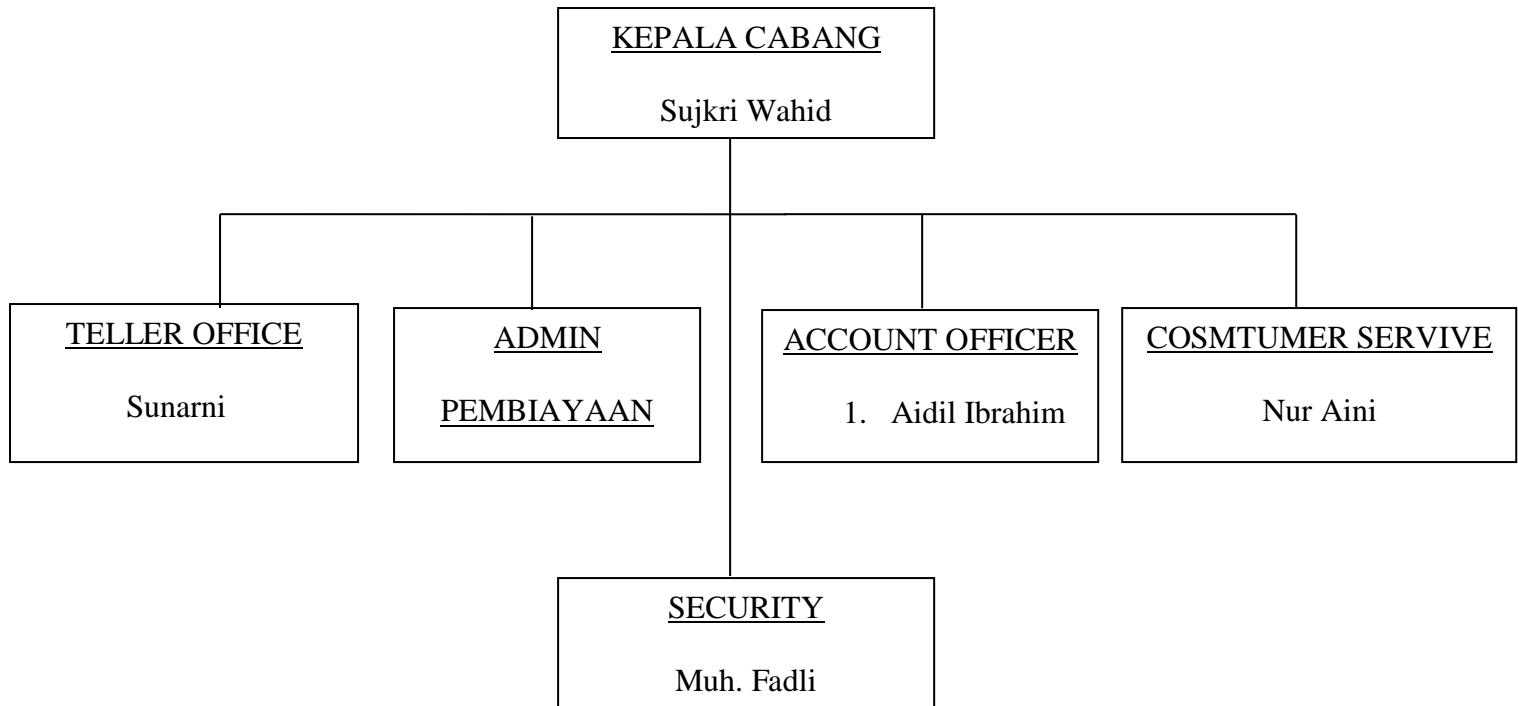 KEPALA CABANG
Sujkri Wahid
TELLER OFFICE
Sunarni
ADMIN
PEMBIAYAAN
ACCOUNT OFFICER
1. Aidil Ibrahim
COSMTUMER SERVIVE
Nur Aini
SECURITY
Muh. Fadli